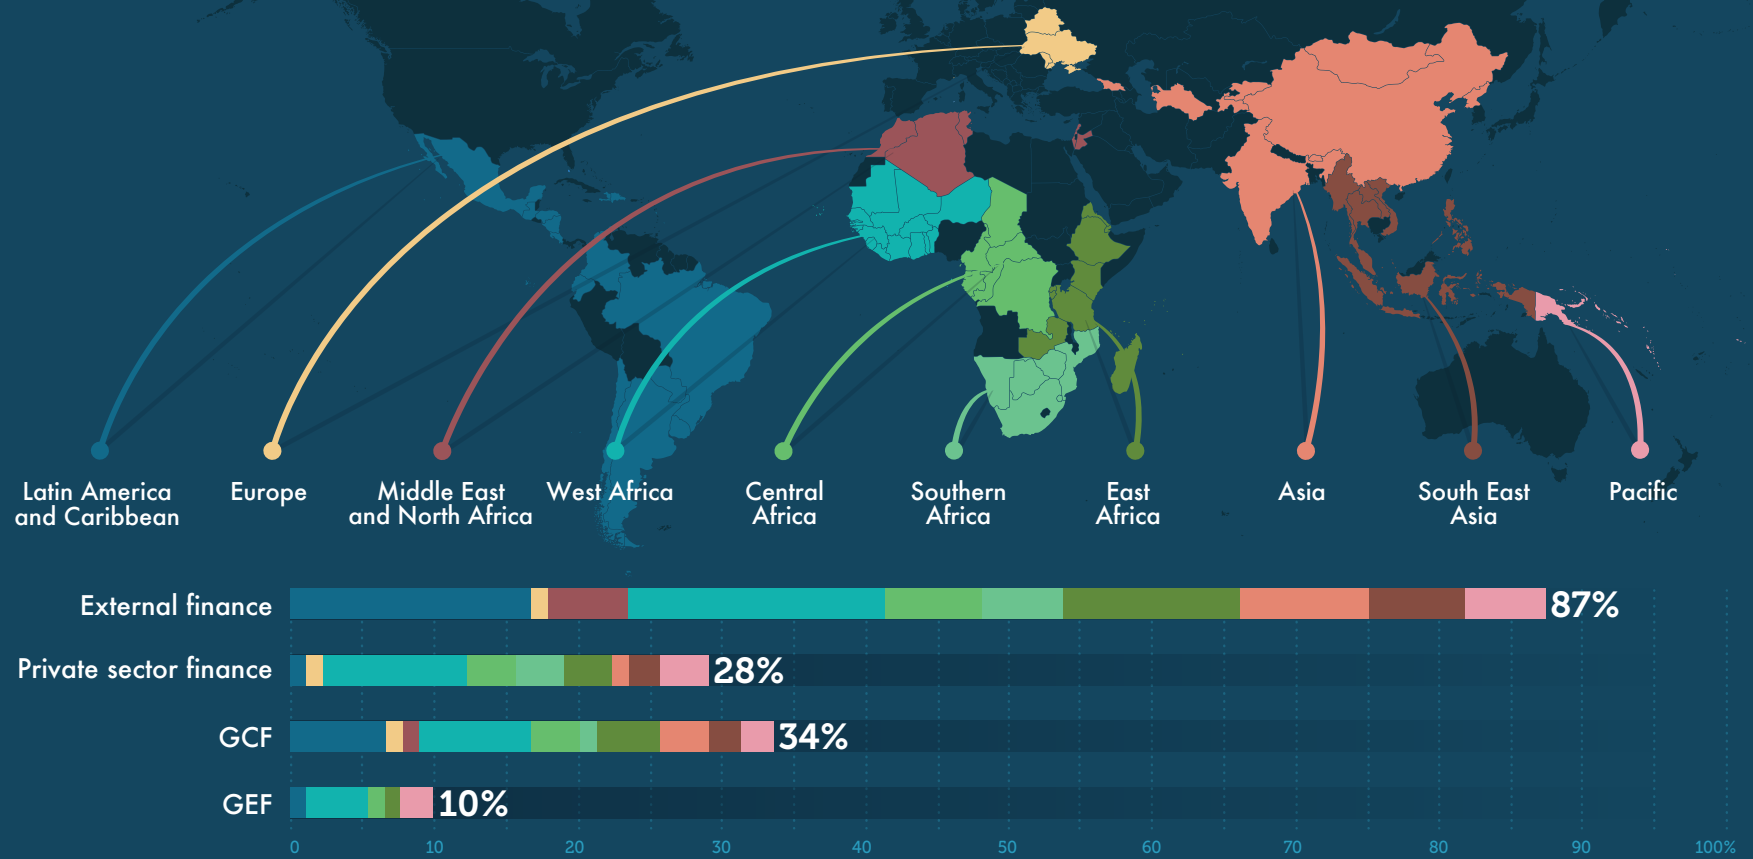 Latin America
and Caribbean
Europe
Middle East
and North Africa
West Africa
Central
Africa
Southern
Africa
East
Africa
Asia
South East
Asia
Pacific
External finance
87%
Private sector finance
28%
GCF
34%
GEF
10%
0 10 20 30 40 50 60 70 80 90 100%